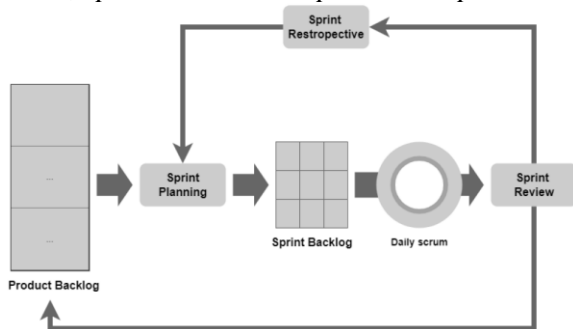 Sprint
Restropective
...
...
Sprint
Planning
Sprint
Review
Sprint Backlog
Daily scrum
Product Backlog